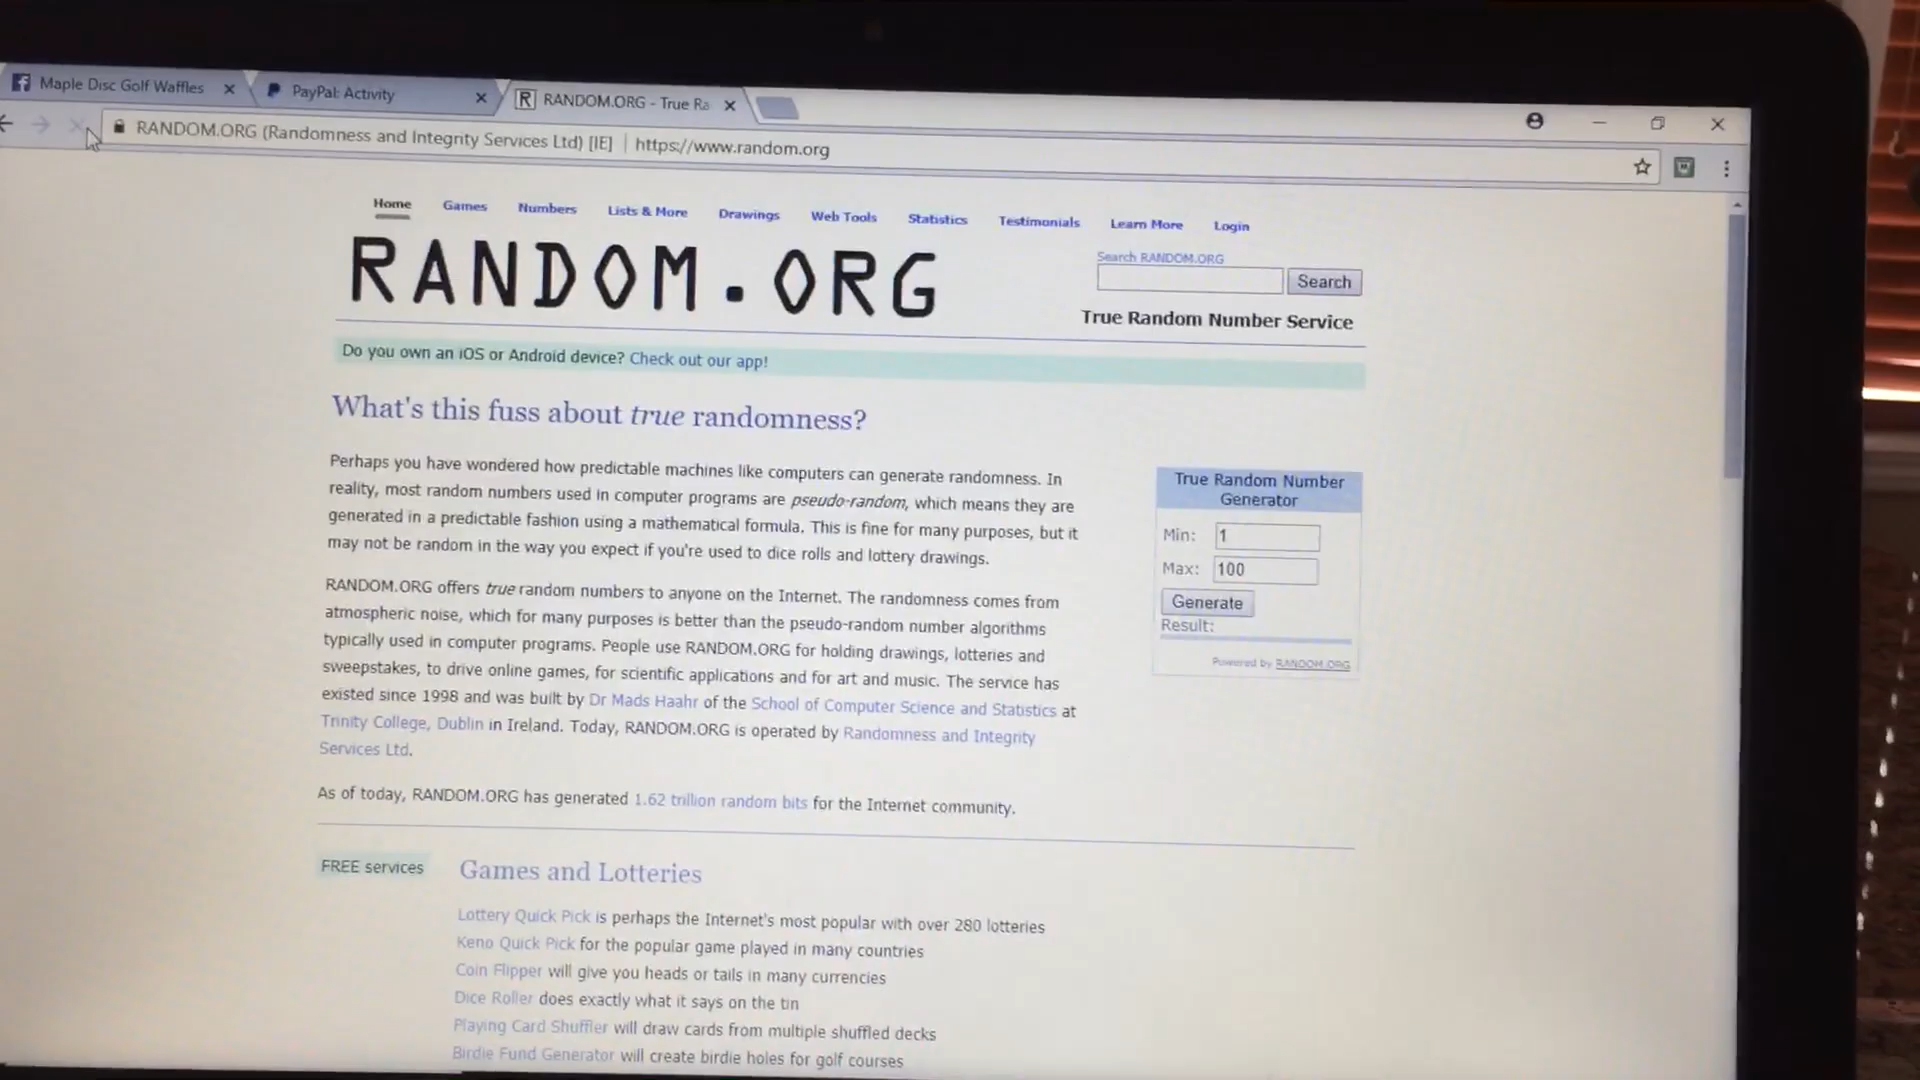 Maple Disc Golf Waffles
PayPal: Activity
RANDOM.ORG - True Ra
RANDOM.ORG (Randomness and Integrity Services Ltd) [IE] | https://www.random.org
Home Games Numbers Lists & More Drawings Web Tools Statistics Testimonials Learn More Login
RANDOM.ORG
Search RANDOM.ORG
Search
True Random Number Service
Do you own an iOS or Android device? Check out our app!
What's this fuss about true randomness?
Perhaps you have wondered how predictable machines like computers can generate randomness. In
reality, most random numbers used in computer programs are pseudo-random, which means they are
generated in a predictable fashion using a mathematical formula. This is fine for many purposes, but it
may not be random in the way you expect if you're used to dice rolls and lottery drawings.
RANDOM.ORG offers true random numbers to anyone on the Internet. The randomness comes from
atmospheric noise, which for many purposes is better than the pseudo-random number algorithms
typically used in computer programs. People use RANDOM.ORG for holding drawings, lotteries and
sweepstakes, to drive online games, for scientific applications and for art and music. The service has
existed since 1998 and was built by Dr Mads Haahr of the School of Computer Science and Statistics at
Trinity College, Dublin in Ireland. Today, RANDOM.ORG is operated by Randomness and Integrity
Services Ltd.
As of today, RANDOM.ORG has generated 1.62 trillion random bits for the Internet community.
True Random Number
Generator
Min: 1
Max: 100
Generate
Result:
Powered by RANDOM.ORG
FREE services
Games and Lotteries
Lottery Quick Pick is perhaps the Internet's most popular with over 280 lotteries
Keno Quick Pick for the popular game played in many countries
Coin Flipper will give you heads or tails in many currencies
Dice Roller does exactly what it says on the tin
Playing Card Shuffler will draw cards from multiple shuffled decks
Birdie Fund Generator will create birdie holes for golf courses